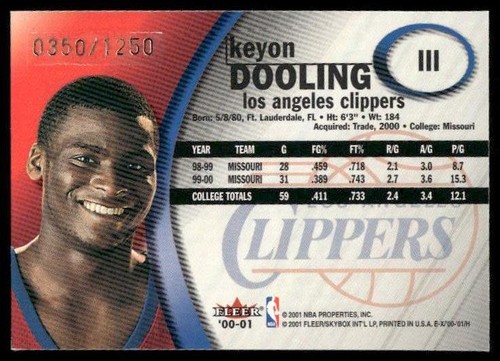 0350/1250
keyon
DOOLING
III
los angeles clippers
Born: 5/8/80, Ft. Lauderdale, FL • Ht: 6'3" • Wt: 184
Acquired: Trade, 2000 • College: Missouri
YEAR TEAM G FG% FT% R/G A/G P/G
98-99 MISSOURI 28 .459 .718 2.1 3.0 8.7
99-00 MISSOURI 31 .389 .743 2.7 3.6 15.3
COLLEGE TOTALS 59 .411 .733 2.4 3.4 12.1
LOS ANGELES
CLIPPERS
FLEER
'00-01
NBA
© 2001 NBA PROPERTIES, INC.
© 2001 FLEER/SKYBOX INT'L LP, PRINTED IN U.S.A. E-X/'00-'01/H